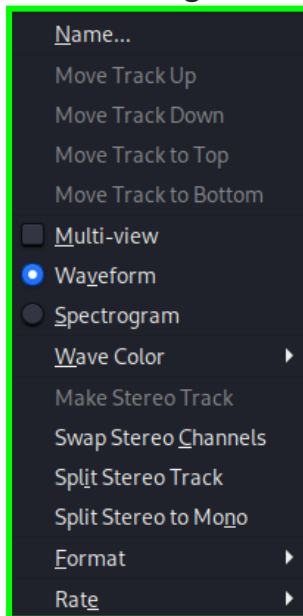 Name...
Move Track Up
Move Track Down
Move Track to Top
Move Track to Bottom
Multi-view
Waveform
Spectrogram
Wave Color
Make Stereo Track
Swap Stereo Channels
Split Stereo Track
Split Stereo to Mono
Format
Rate